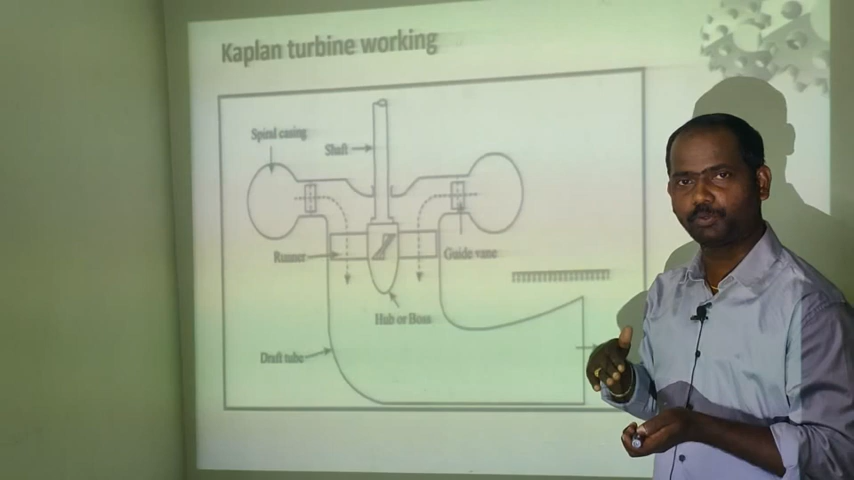 Kaplan turbine working
Spiral casing
Shaft
Runner
Guide vane
Hub or Boss
Draft tube